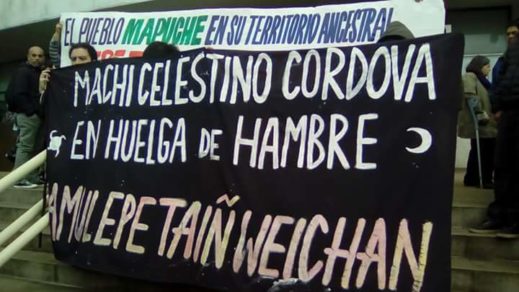 EL PUEBLO MAPUCHE EN SU TERRITORIO ANCESTRAL
MACHI CELESTINO CORDOVA
EN HUELGA DE HAMBRE
AMULEPE TAIÑ WEICHAN